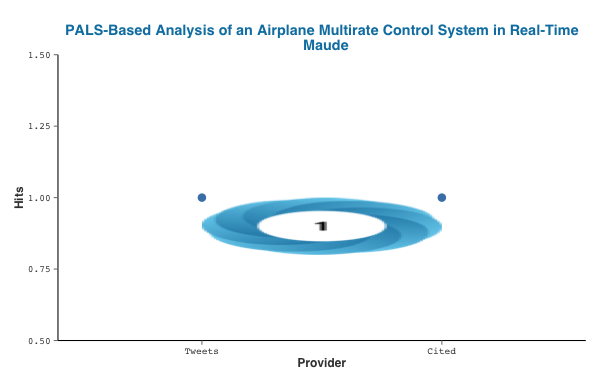 PALS-Based Analysis of an Airplane Multirate Control System in Real-Time
Maude
1.50
1.25
1.00
0.75
0.50
Hits
1
Tweets
Cited
Provider